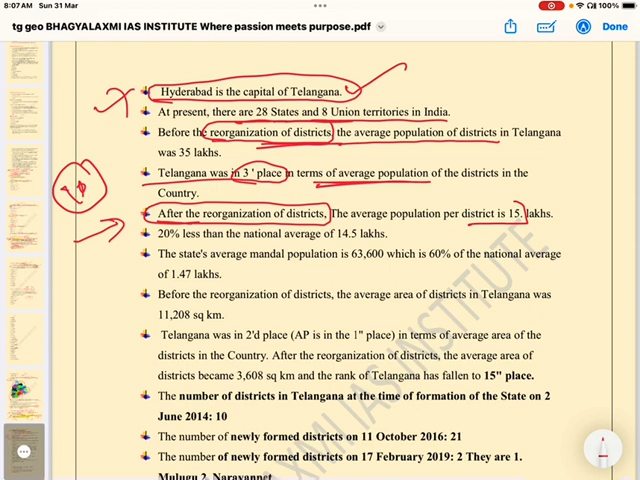 8:07 AM Sun 31 Mar
100%
tg geo BHAGYALAXMI IAS INSTITUTE Where passion meets purpose.pdf
Done
Hyderabad is the capital of Telangana.
At present, there are 28 States and 8 Union territories in India.
Before the reorganization of districts, the average population of districts in Telangana
was 35 lakhs.
Telangana was in 3 ' place in terms of average population of the districts in the
Country.
After the reorganization of districts, The average population per district is 15. lakhs.
20% less than the national average of 14.5 lakhs.
The state's average mandal population is 63,600 which is 60% of the national average
of 1.47 lakhs.
Before the reorganization of districts, the average area of districts in Telangana was
11,208 sq km.
Telangana was in 2'd place (AP is in the 1" place) in terms of average area of the
districts in the Country. After the reorganization of districts, the average area of
districts became 3,608 sq km and the rank of Telangana has fallen to 15" place.
The number of districts in Telangana at the time of formation of the State on 2
June 2014: 10
The number of newly formed districts on 11 October 2016: 21
The number of newly formed districts on 17 February 2019: 2 They are 1.
Mulugu 2. Narayanpet
LAXMI IAS INSTITUTE